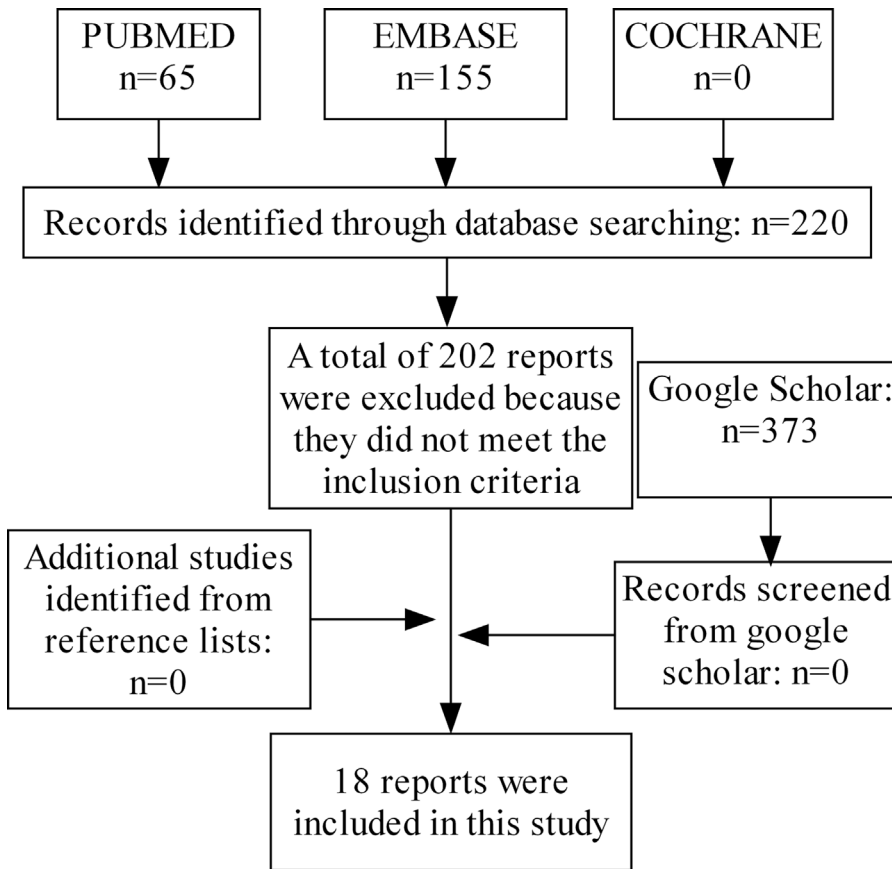 PUBMED
n=65
EMBASE
n=155
COCHRANE
n=0
Records identified through database searching: n=220
A total of 202 reports
were excluded because
they did not meet the
inclusion criteria
Google Scholar:
n=373
Additional studies
identified from
reference lists:
n=0
Records screened
from google
scholar: n=0
18 reports were
included in this study